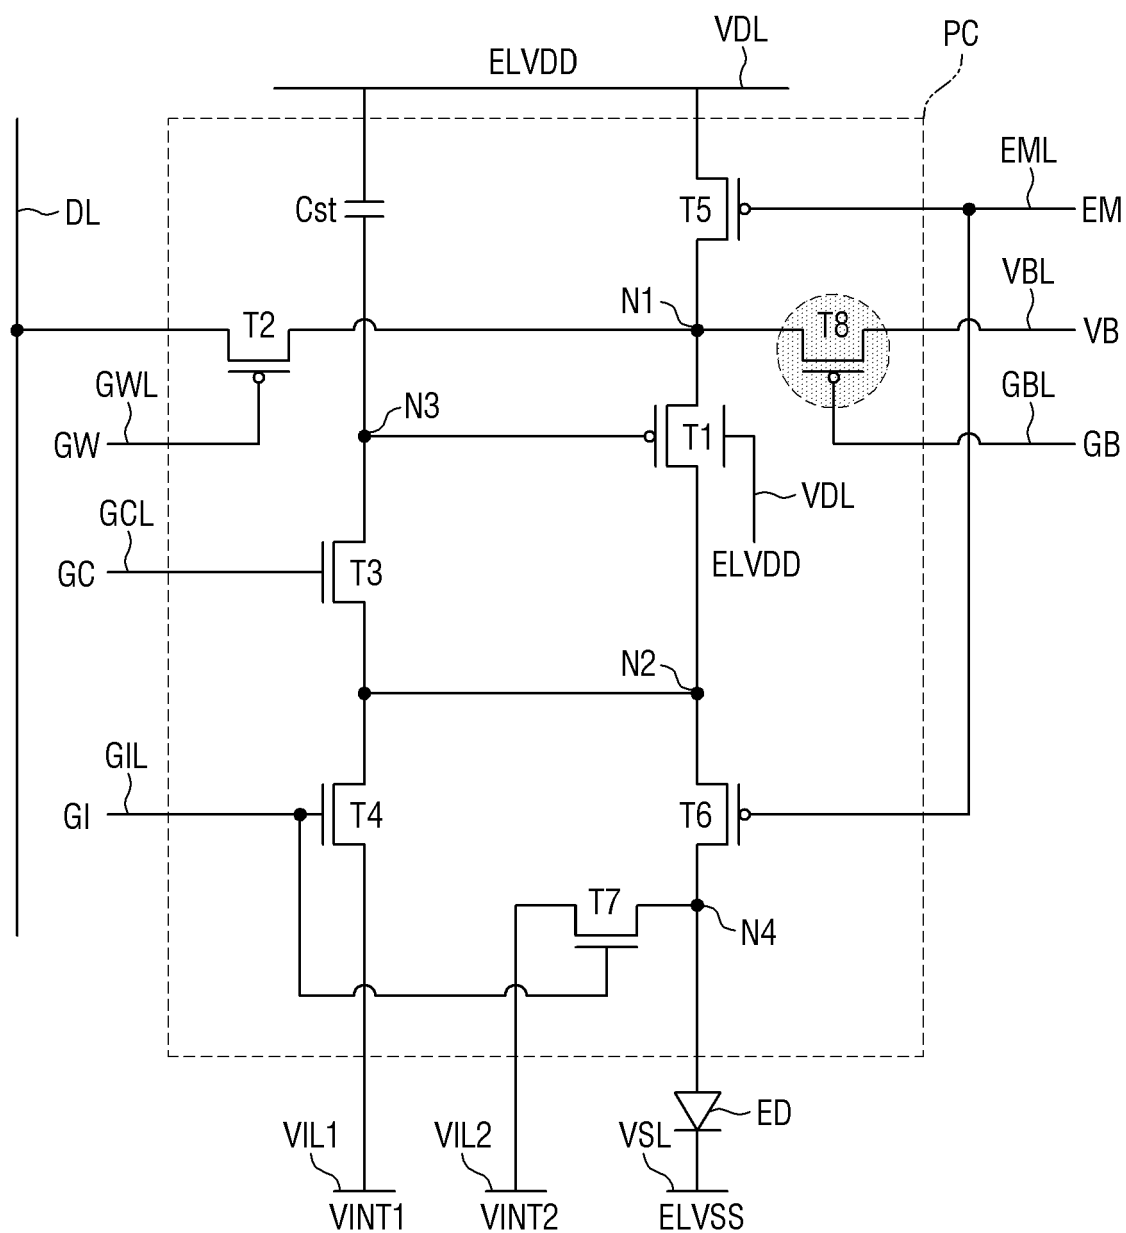 VDL
PC
ELVDD
EML
DL
Cst
T5
EM
VBL
N1
T2
T8
VB
GWL
N3
GBL
GW
T1
GB
VDL
GCL
ELVDD
GC
T3
N2
GIL
GI
T4
T6
T7
N4
ED
VIL1
VIL2
VSL
VINT1
VINT2
ELVSS